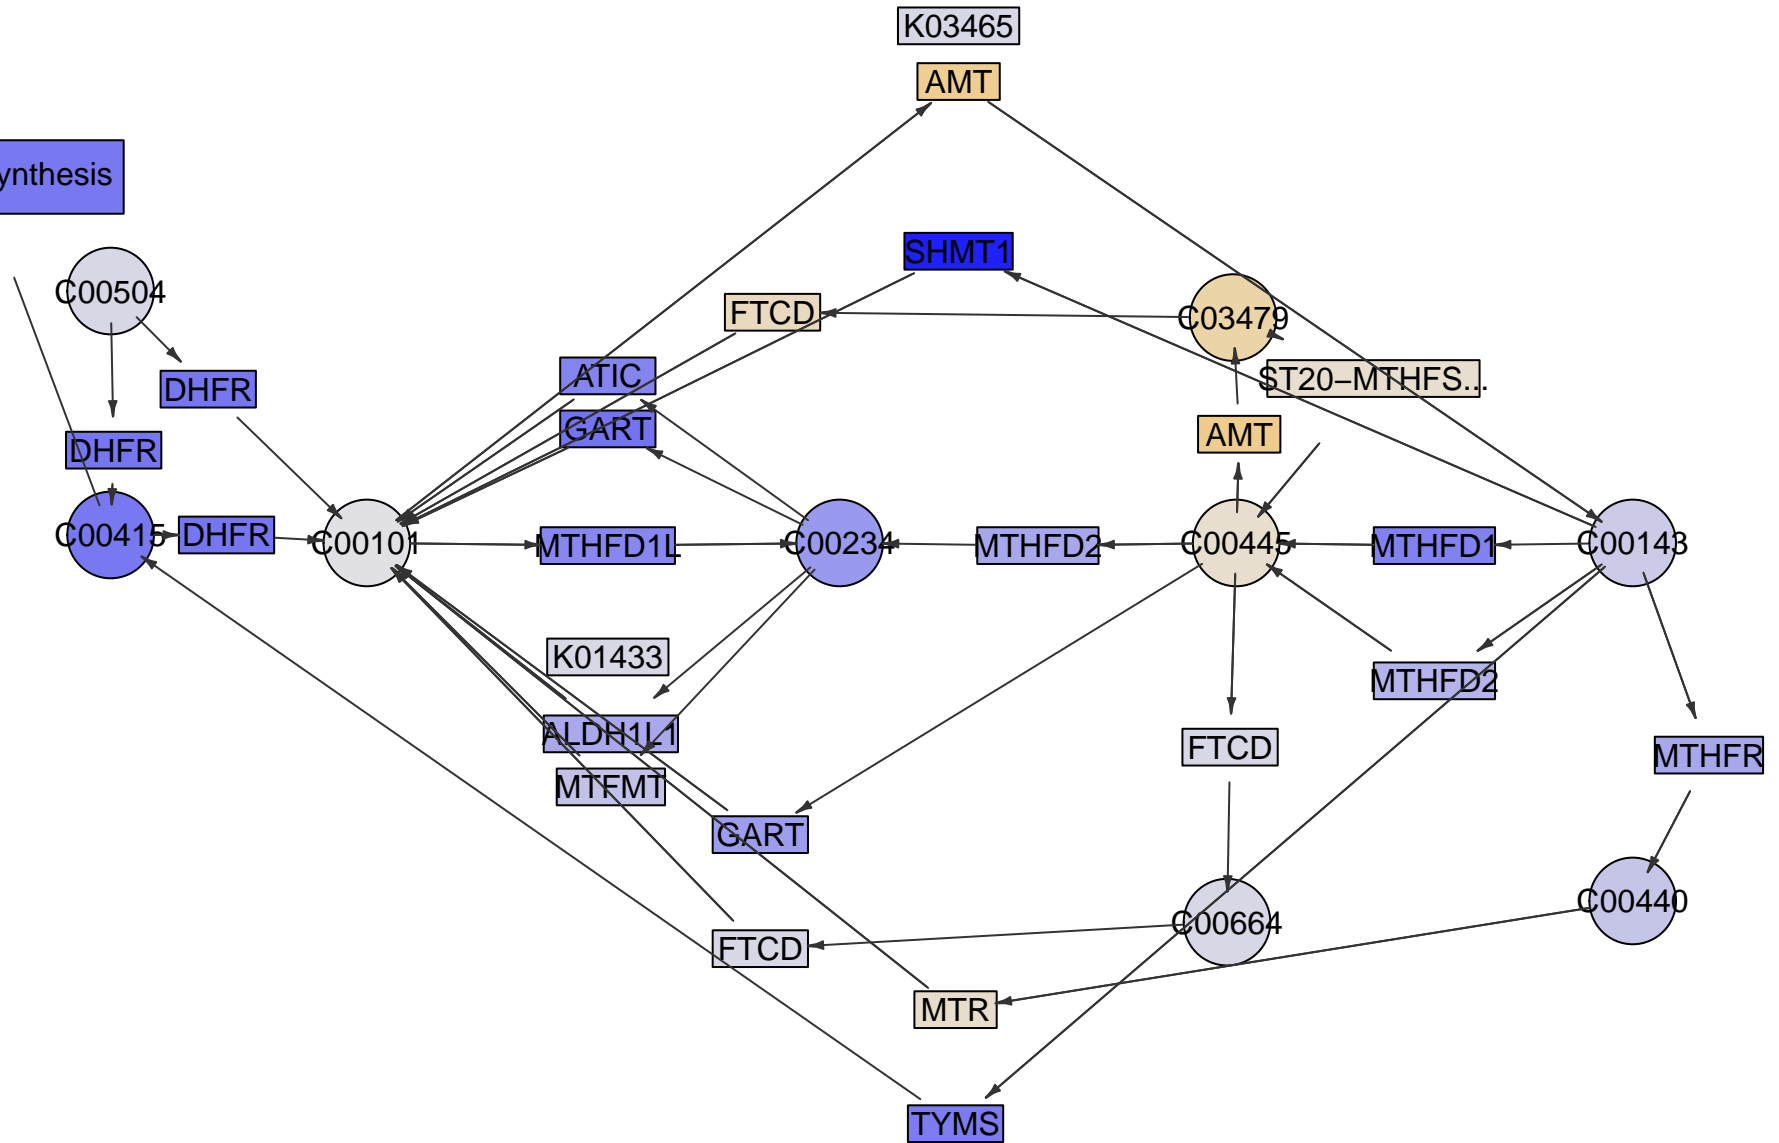 K03465
AMT
ynthesis
SHMT1
C00504
FTCD
C03479
ATIC
ST20−MTHFS...
DHFR
GART
AMT
DHFR
C00415
DHFR
C00101
MTHFD1L
C00234
MTHFD2
C00445
MTHFD1
C00143
K01433
MTHFD2
ALDH1L1
FTCD
MTHFR
MTFMT
GART
C00440
C00664
FTCD
MTR
TYMS